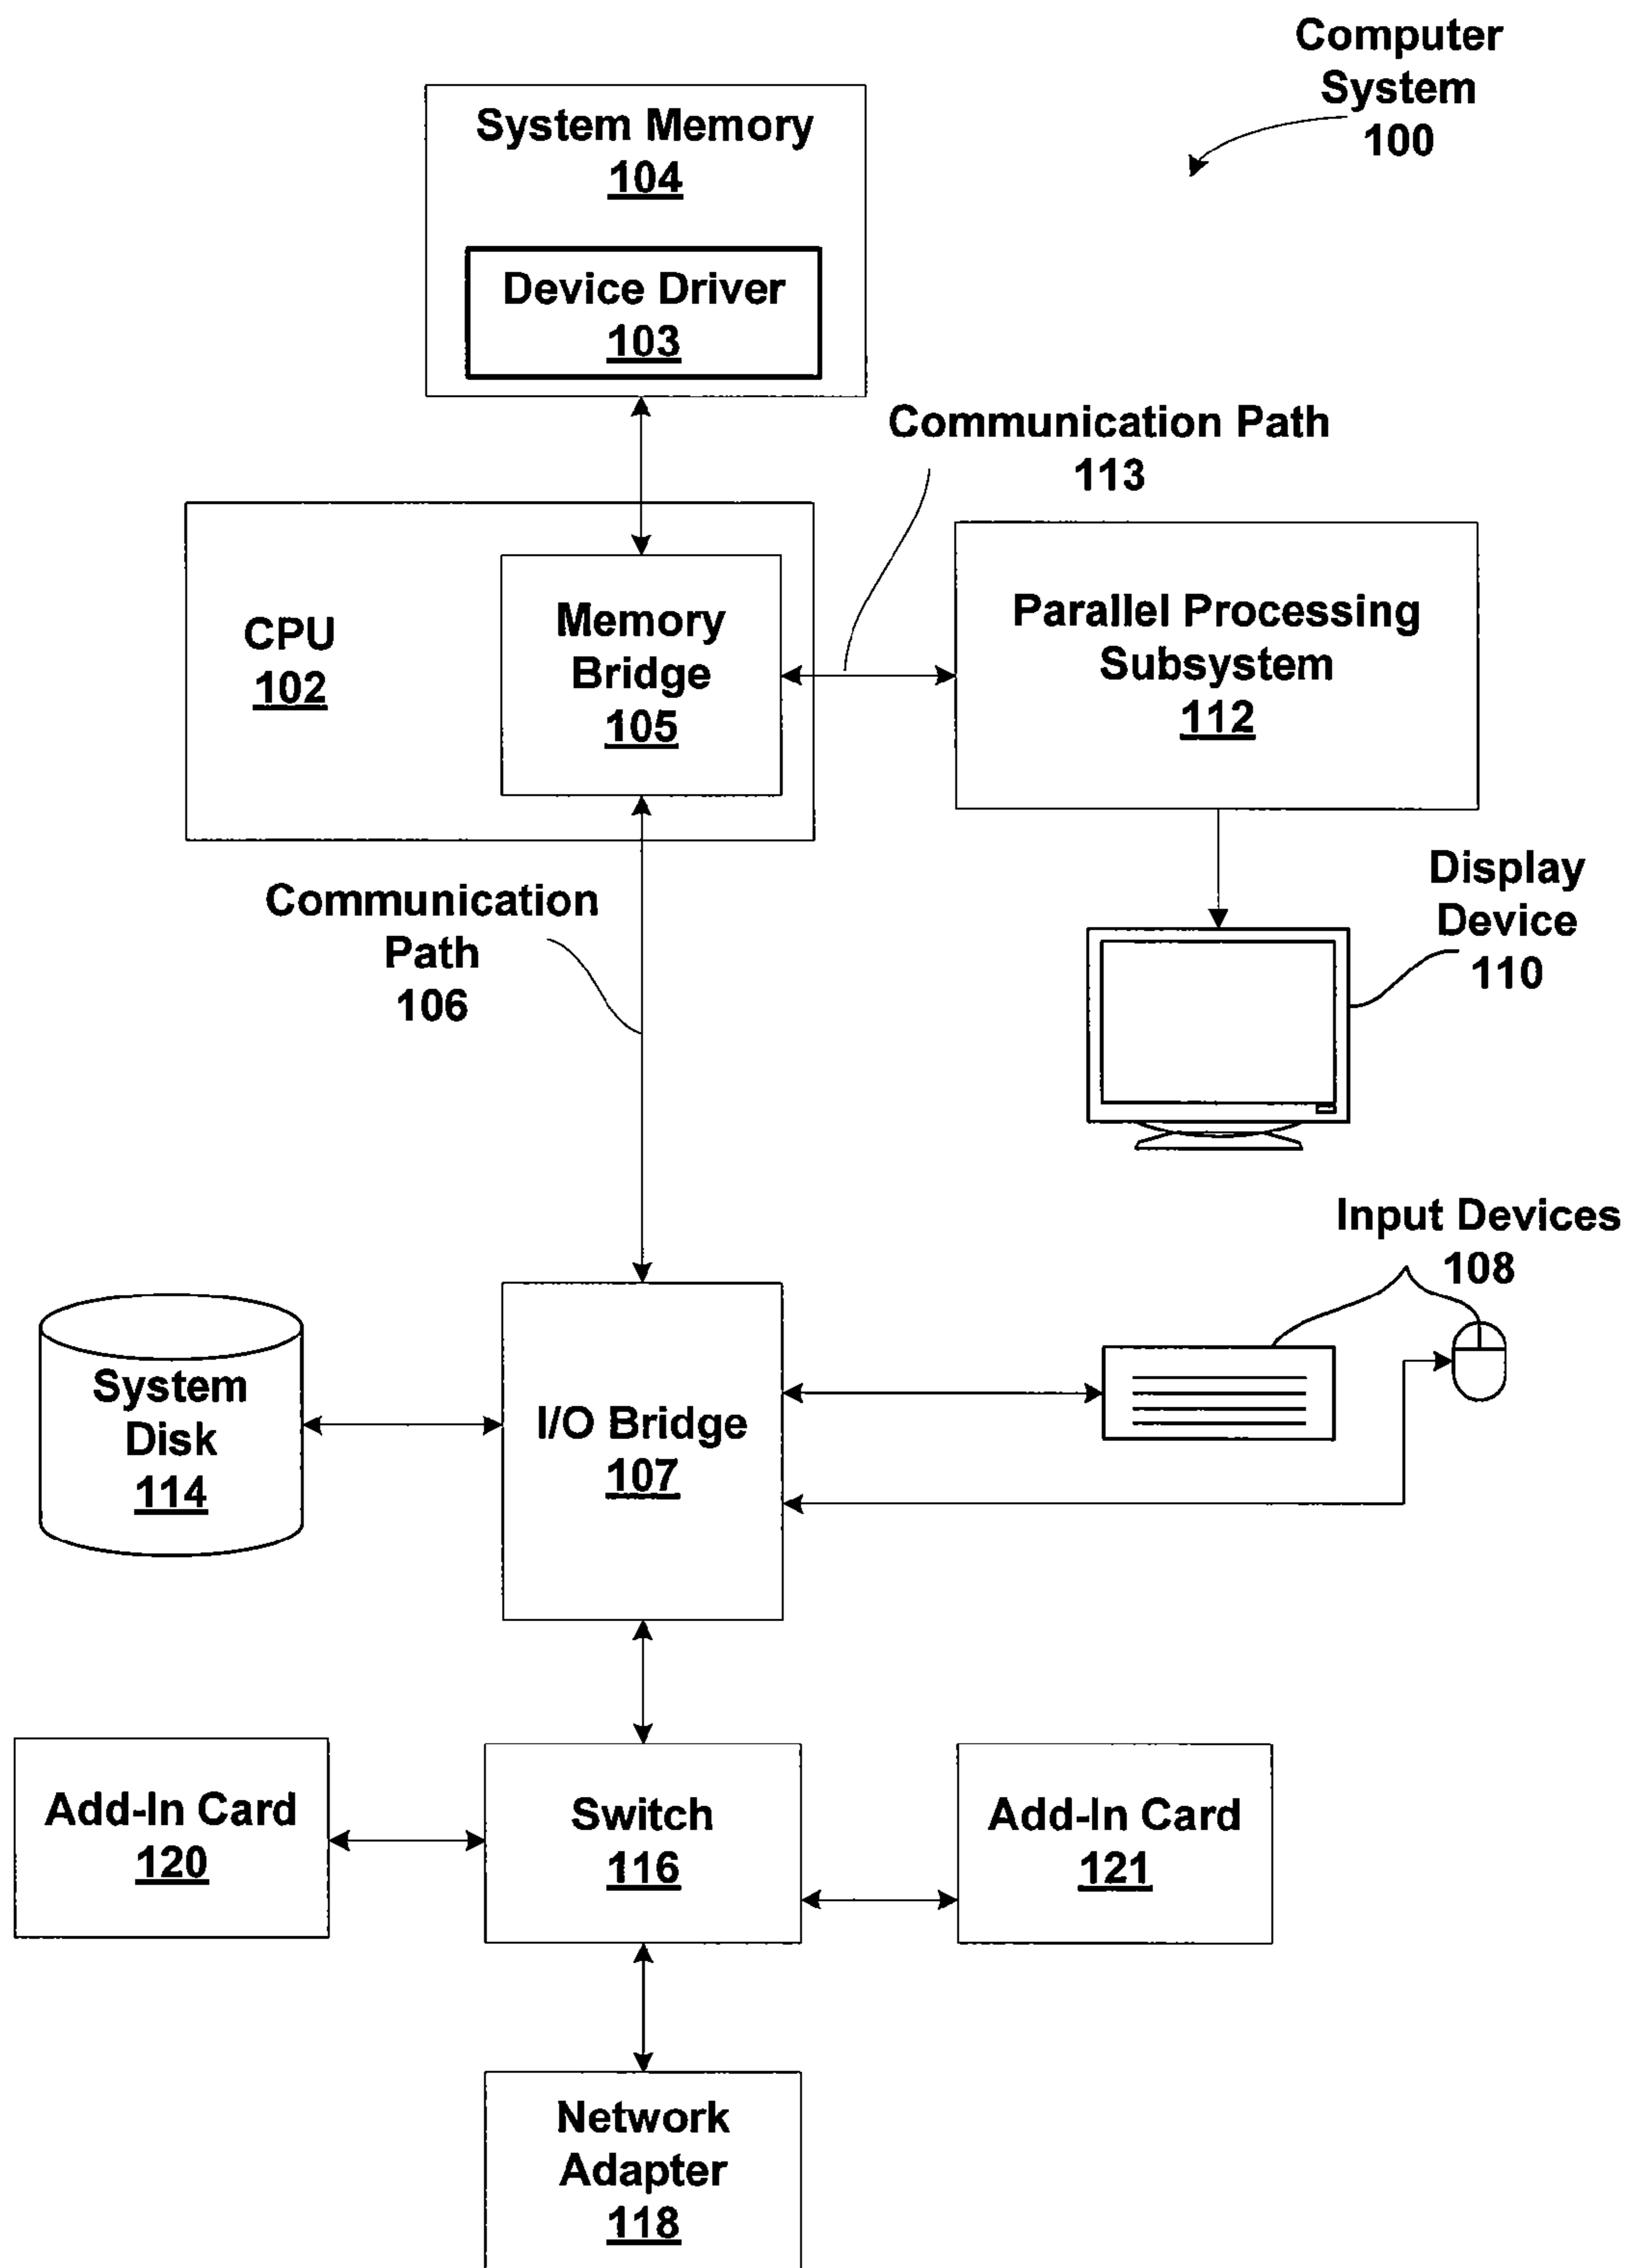 Computer
System
100
System Memory
104
Device Driver
103
Communication Path
113
CPU
102
Memory
Bridge
105
Parallel Processing
Subsystem
112
Communication
Path
106
Display
Device
110
Input Devices
108
System
Disk
114
I/O Bridge
107
Add-In Card
120
Switch
116
Add-In Card
121
Network
Adapter
118